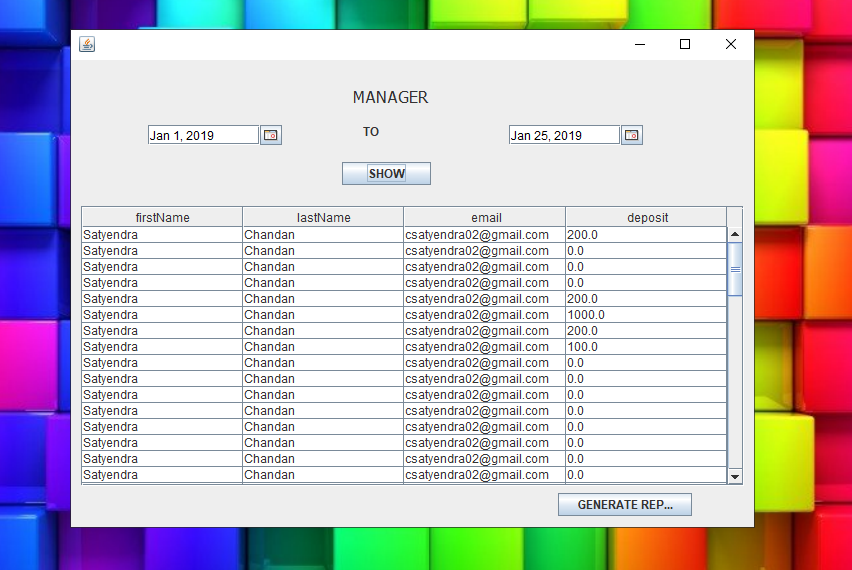 MANAGER
Jan 1, 2019 TO Jan 25, 2019
SHOW
firstName lastName email deposit
Satyendra Chandan csatyendra02@gmail.com 200.0
Satyendra Chandan csatyendra02@gmail.com 0.0
Satyendra Chandan csatyendra02@gmail.com 0.0
Satyendra Chandan csatyendra02@gmail.com 0.0
Satyendra Chandan csatyendra02@gmail.com 200.0
Satyendra Chandan csatyendra02@gmail.com 1000.0
Satyendra Chandan csatyendra02@gmail.com 200.0
Satyendra Chandan csatyendra02@gmail.com 100.0
Satyendra Chandan csatyendra02@gmail.com 0.0
Satyendra Chandan csatyendra02@gmail.com 0.0
Satyendra Chandan csatyendra02@gmail.com 0.0
Satyendra Chandan csatyendra02@gmail.com 0.0
Satyendra Chandan csatyendra02@gmail.com 0.0
Satyendra Chandan csatyendra02@gmail.com 0.0
Satyendra Chandan csatyendra02@gmail.com 0.0
Satyendra Chandan csatyendra02@gmail.com 0.0
GENERATE REP...